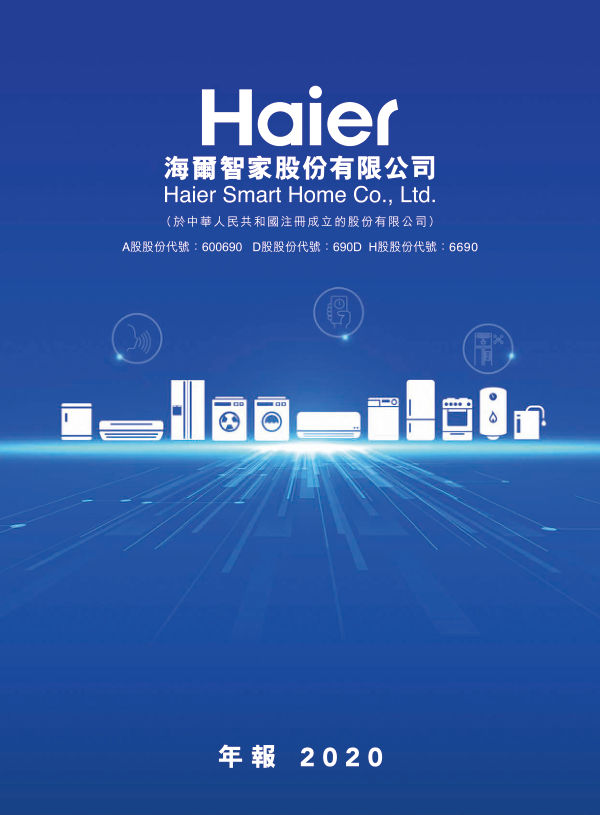 Haier
海爾智家股份有限公司
Haier Smart Home Co., Ltd.
（於中華人民共和國注冊成立的股份有限公司）
A股股份代號：600690 D股股份代號：690D H股股份代號：6690
年報 2020